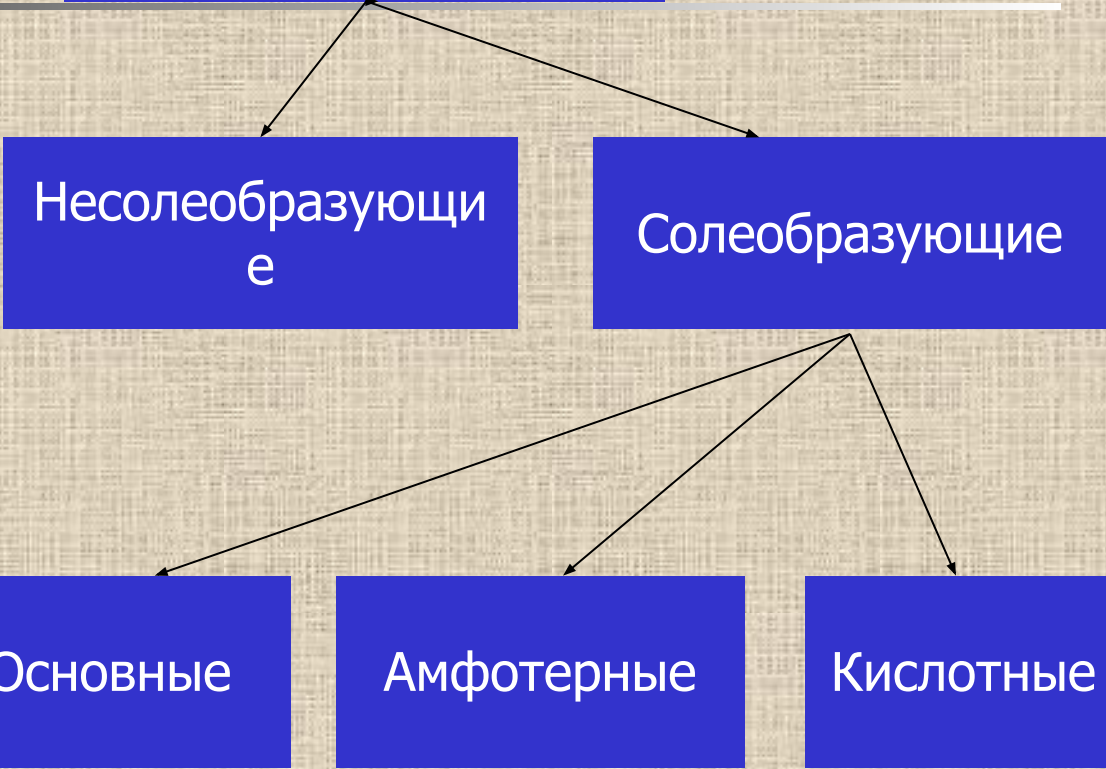 Несолеобразующи
е
Солеобразующие
Основные
Амфотерные
Кислотные